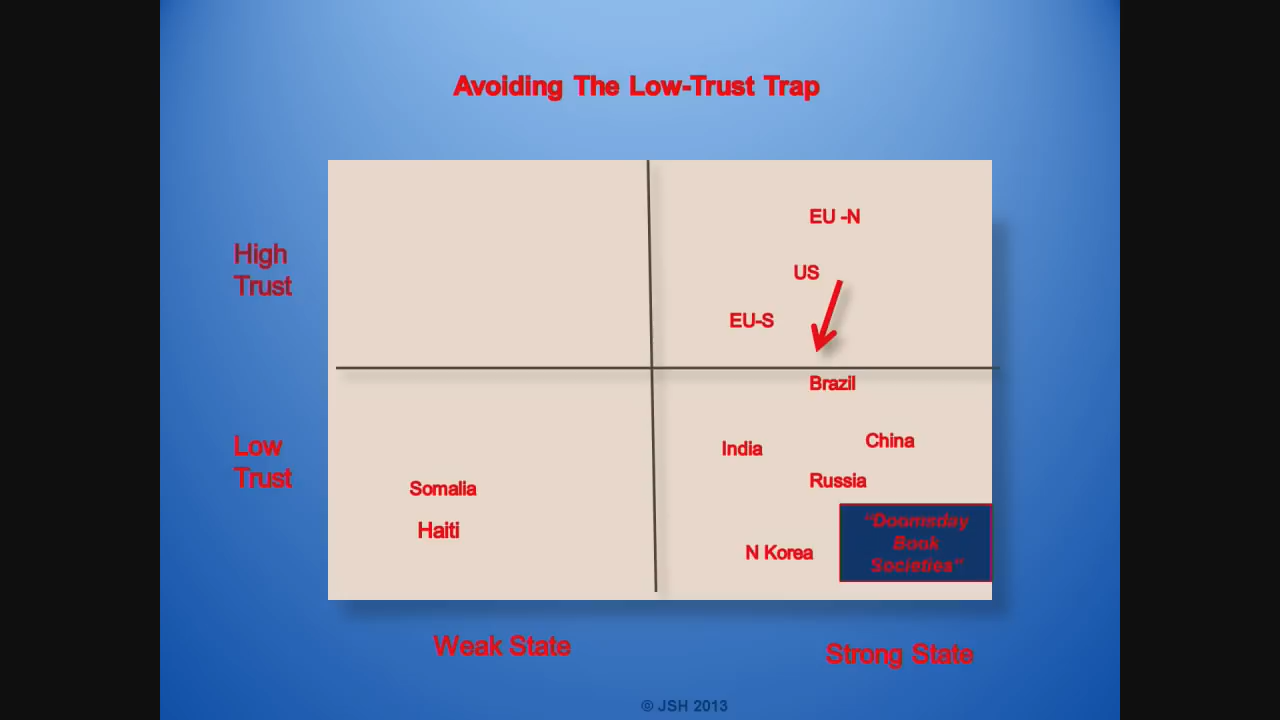 Avoiding The Low-Trust Trap
High
Trust
EU -N
US
EU-S
Brazil
Low
Trust
India
China
Russia
Somalia
Haiti
N Korea
"Doomsday
Book
Societies"
Weak State
Strong State
© JSH 2013